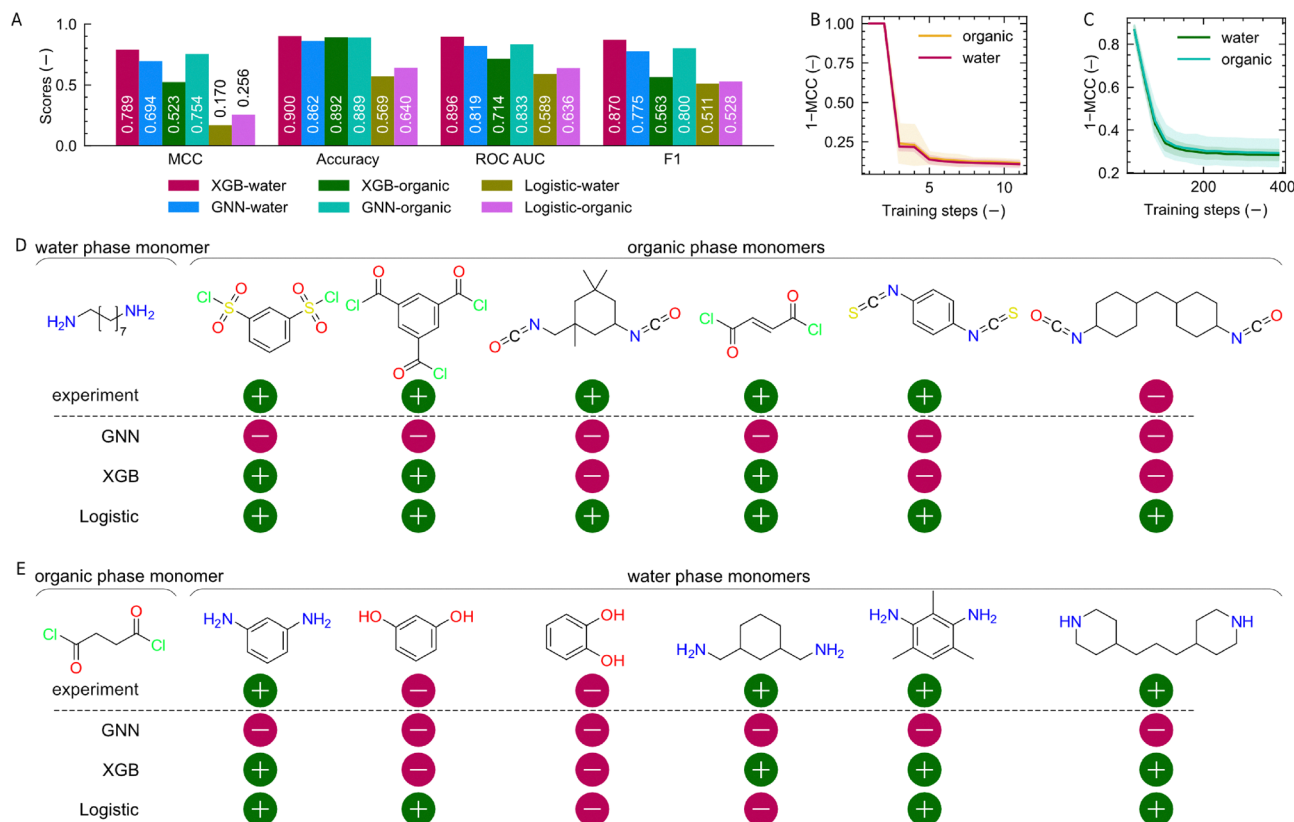 A
Scores (−)
1.0
0.5
0.0
0.789
0.694
0.523
0.754
0.170
0.256
0.900
0.862
0.892
0.889
0.569
0.640
0.896
0.819
0.714
0.833
0.589
0.636
0.870
0.775
0.563
0.800
0.511
0.528
MCC Accuracy ROC AUC F1
XGB-water XGB-organic Logistic-water
GNN-water GNN-organic Logistic-organic
B
1−MCC (−)
1.00
0.75
0.50
0.25
organic
water
5 10
Training steps (−)
C
1−MCC (−)
0.8
0.6
0.4
0.2
water
organic
200 400
Training steps (−)
D
water phase monomer organic phase monomers
H₂N NH₂ 7
Cl S O O Cl S O O
O Cl O Cl O Cl
O C N N C O
Cl O O Cl
S C N N C S
O C N N C O
experiment + + + + + −
GNN − − − − − −
XGB + + − + − −
Logistic + + + + + +
E
organic phase monomer water phase monomers
Cl O O Cl
H₂N NH₂
HO OH
OH OH
H₂N NH₂
H₂N NH₂
HN NH
experiment + − − + + +
GNN − − − − − −
XGB + − − + + +
Logistic + + − − + +